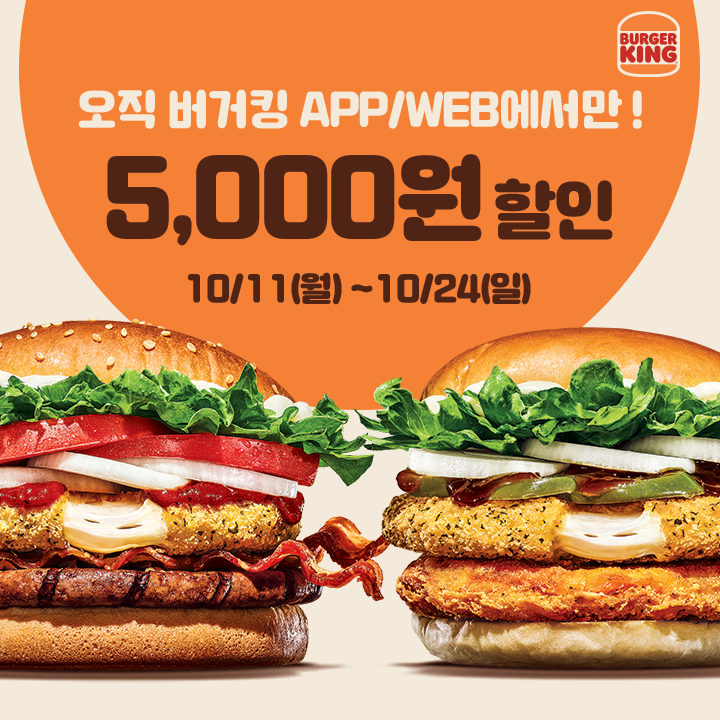 BURGER
KING
오직 버거킹 APP/WEB에서만 !
5,000원 할인
10/11(월) ~10/24(일)